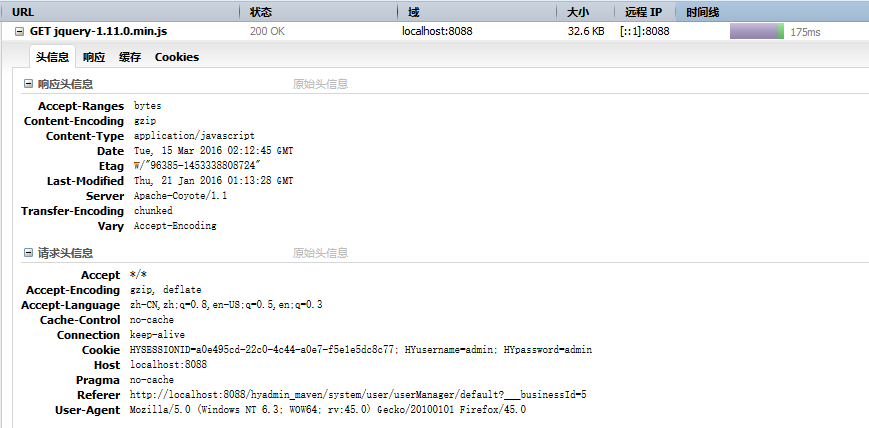 URL 状态 域 大小 远程 IP 时间线
GET jquery-1.11.0.min.js 200 OK localhost:8088 32.6 KB [::1]:8088 175ms
头信息 响应 缓存 Cookies
响应头信息 原始头信息
Accept-Ranges bytes
Content-Encoding gzip
Content-Type application/javascript
Date Tue, 15 Mar 2016 02:12:45 GMT
Etag W/"96385-1453338808724"
Last-Modified Thu, 21 Jan 2016 01:13:28 GMT
Server Apache-Coyote/1.1
Transfer-Encoding chunked
Vary Accept-Encoding
请求头信息 原始头信息
Accept */*
Accept-Encoding gzip, deflate
Accept-Language zh-CN,zh;q=0.8,en-US;q=0.5,en;q=0.3
Cache-Control no-cache
Connection keep-alive
Cookie HYSESSIONID=a0e495cd-22c0-4c44-a0e7-f5e1e5dc8c77; HYusername=admin; HYpassword=admin
Host localhost:8088
Pragma no-cache
Referer http://localhost:8088/hyadmin_maven/system/user/userManager/default?___businessId=5
User-Agent Mozilla/5.0 (Windows NT 6.3; WOW64; rv:45.0) Gecko/20100101 Firefox/45.0